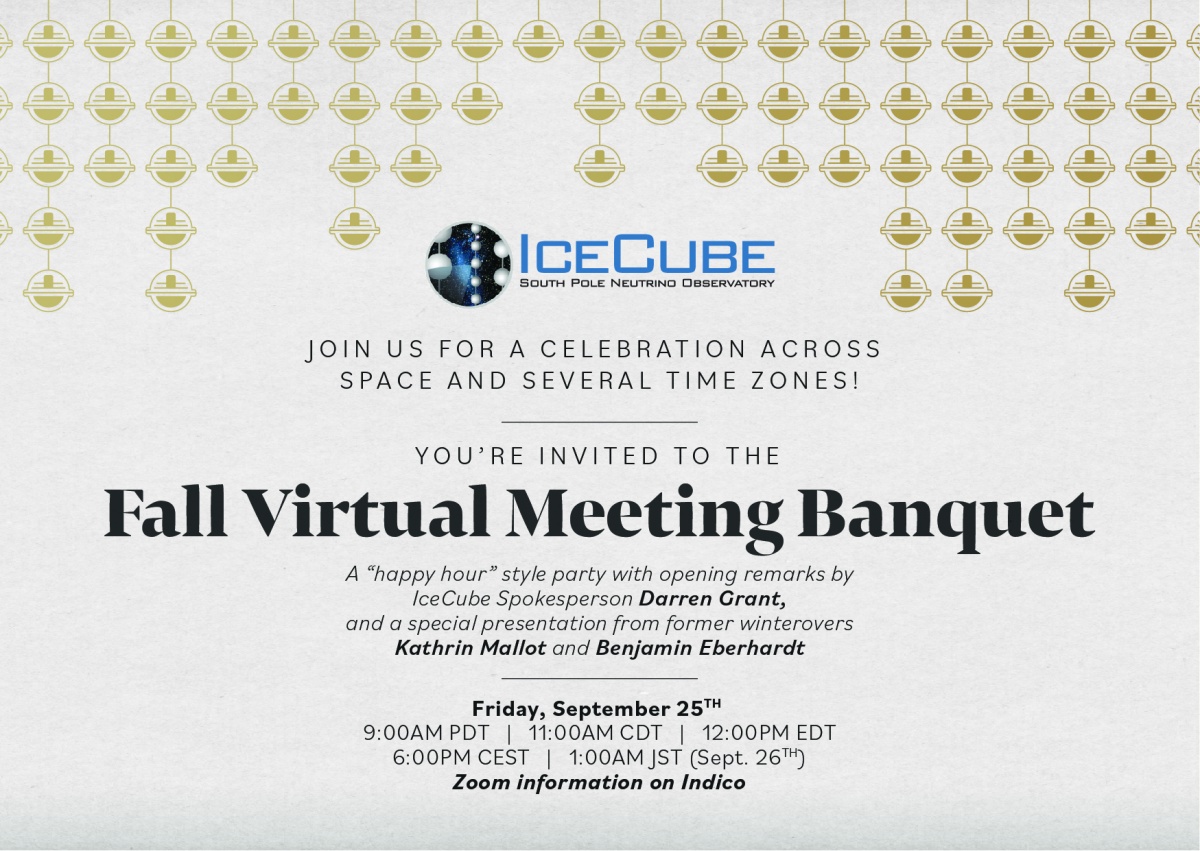 ICECUBE
SOUTH POLE NEUTRINO OBSERVATORY
JOIN US FOR A CELEBRATION ACROSS
SPACE AND SEVERAL TIME ZONES!
YOU’RE INVITED TO THE
Fall Virtual Meeting Banquet
A “happy hour” style party with opening remarks by
IceCube Spokesperson Darren Grant,
and a special presentation from former winterovers
Kathrin Mallot and Benjamin Eberhardt
Friday, September 25TH
9:00AM PDT | 11:00AM CDT | 12:00PM EDT
6:00PM CEST | 1:00AM JST (Sept. 26TH)
Zoom information on Indico